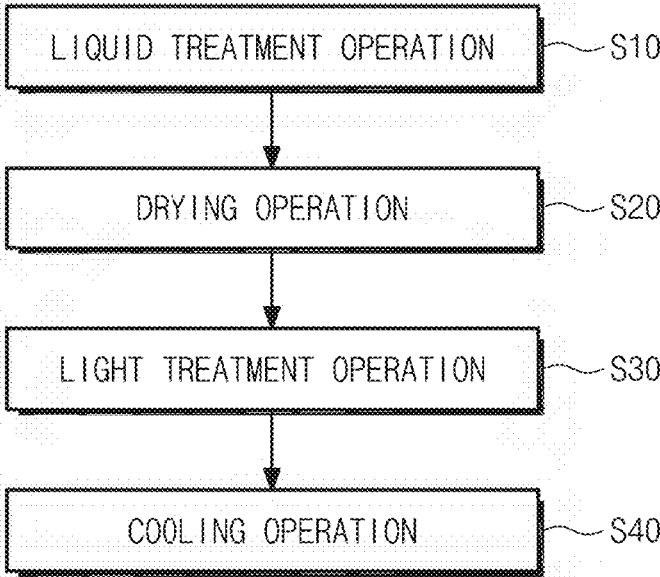 LIQUID TREATMENT OPERATION S10
DRYING OPERATION S20
LIGHT TREATMENT OPERATION S30
COOLING OPERATION S40